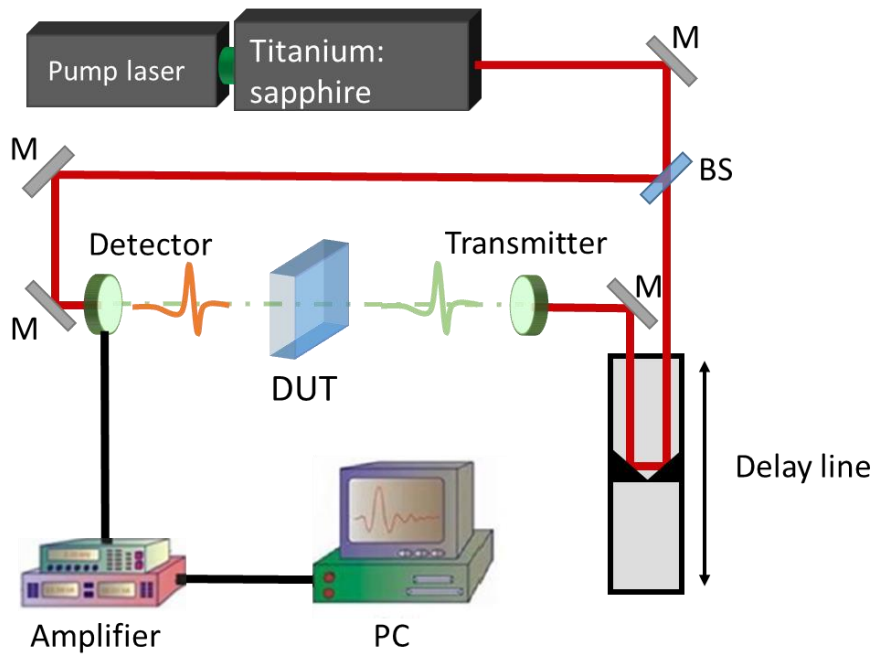 M
Pump laser
Titanium:
sapphire
M
BS
Detector
Transmitter
M
M
DUT
Delay line
Amplifier
PC